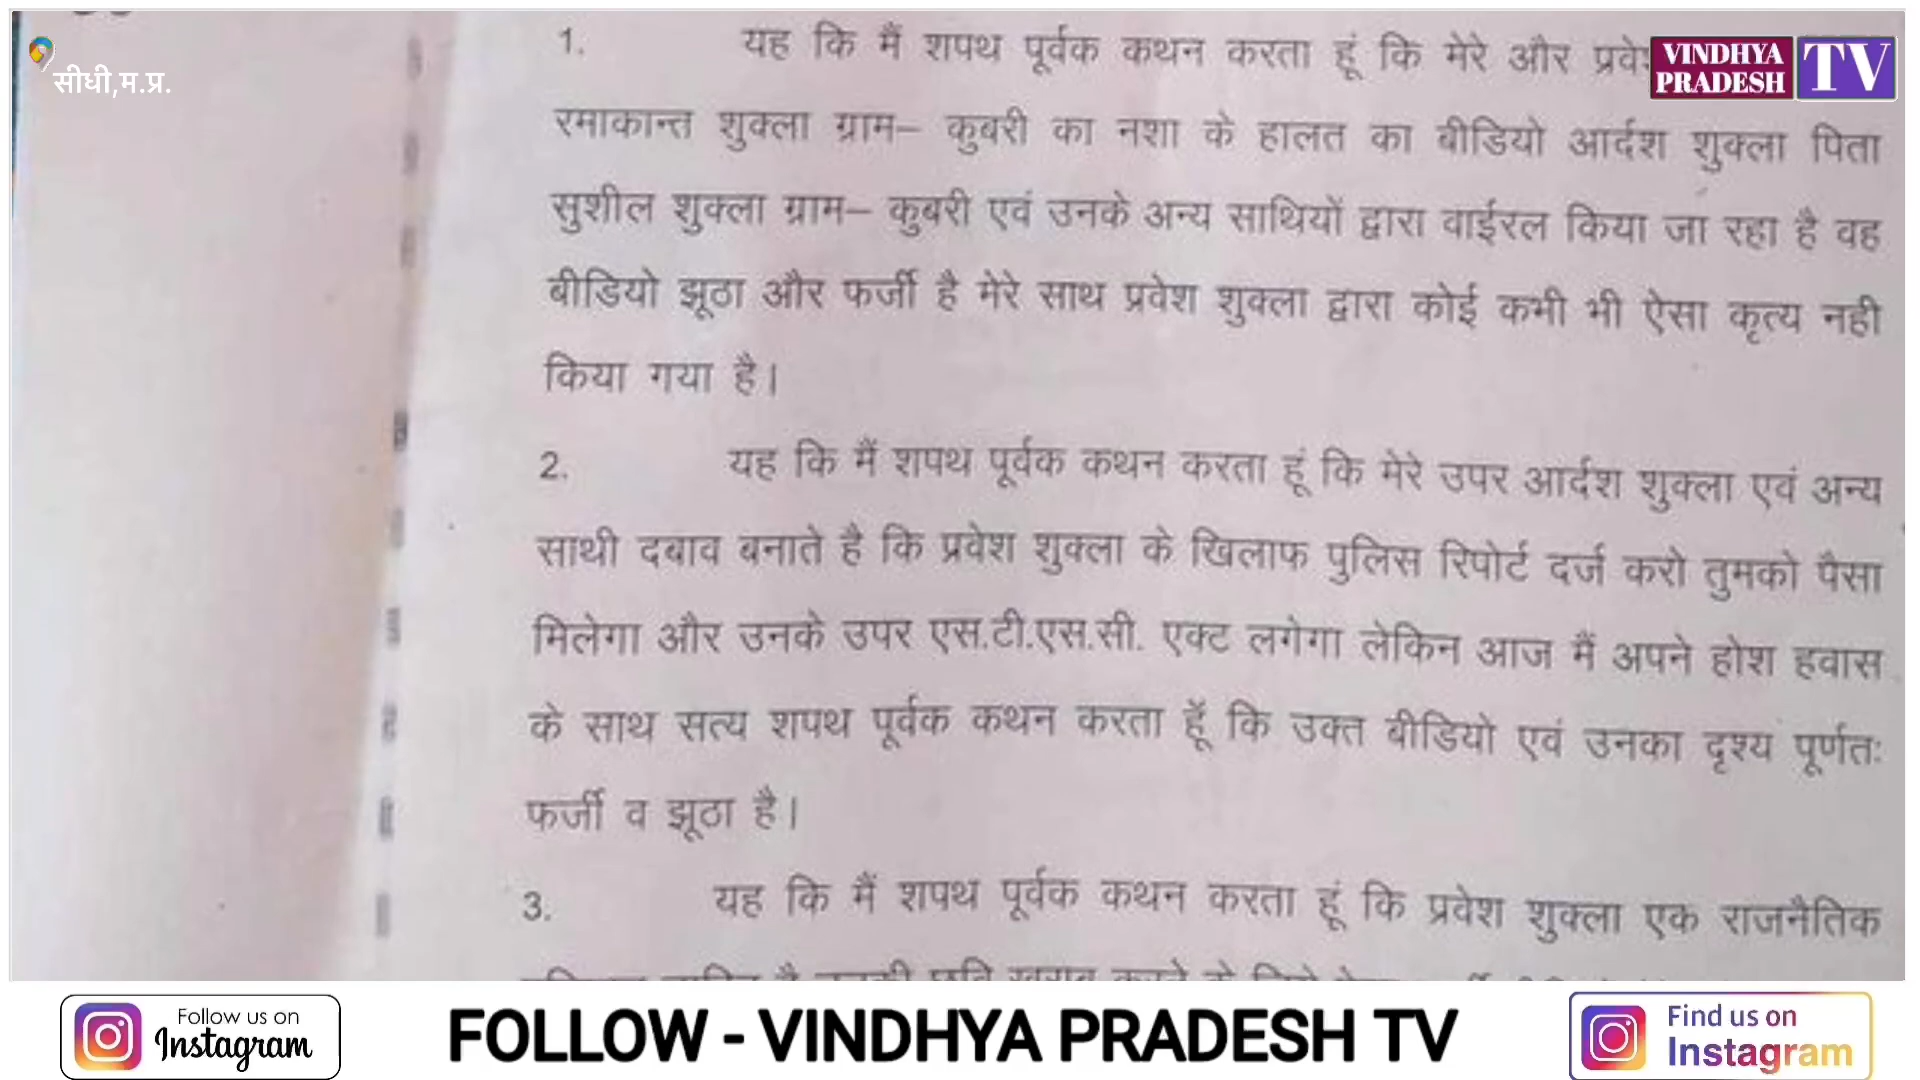 सीधी,म.प्र.
VINDHYA PRADESH TV
1. यह कि मैं शपथ पूर्वक कथन करता हूं कि मेरे और
रमाकान्त शुक्ला ग्राम– कुबरी का नशा के हालत का बीडियो आर्दश शुक्ला पिता
सुशील शुक्ला ग्राम– कुबरी एवं उनके अन्य साथियों द्वारा वाईरल किया जा रहा है वह
बीडियो झूठा और फर्जी है मेरे साथ प्रवेश शुक्ला द्वारा कोई कभी भी ऐसा कृत्य नही
किया गया है।
2. यह कि मैं शपथ पूर्वक कथन करता हूं कि मेरे उपर आर्दश शुक्ला एवं अन्य
साथी दबाव बनाते है कि प्रवेश शुक्ला के खिलाफ पुलिस रिपोर्ट दर्ज करो तुमको पैसा
मिलेगा और उनके उपर एस.टी.एस.सी. एक्ट लगेगा लेकिन आज मैं अपने होश हवास
के साथ सत्य शपथ पूर्वक कथन करता हूँ कि उक्त बीडियो एवं उनका दृश्य पूर्णतः
फर्जी व झूठा है।
3. यह कि मैं शपथ पूर्वक कथन करता हूं कि प्रवेश शुक्ला एक राजनैतिक
Follow us on Instagram
FOLLOW - VINDHYA PRADESH TV
Find us on Instagram